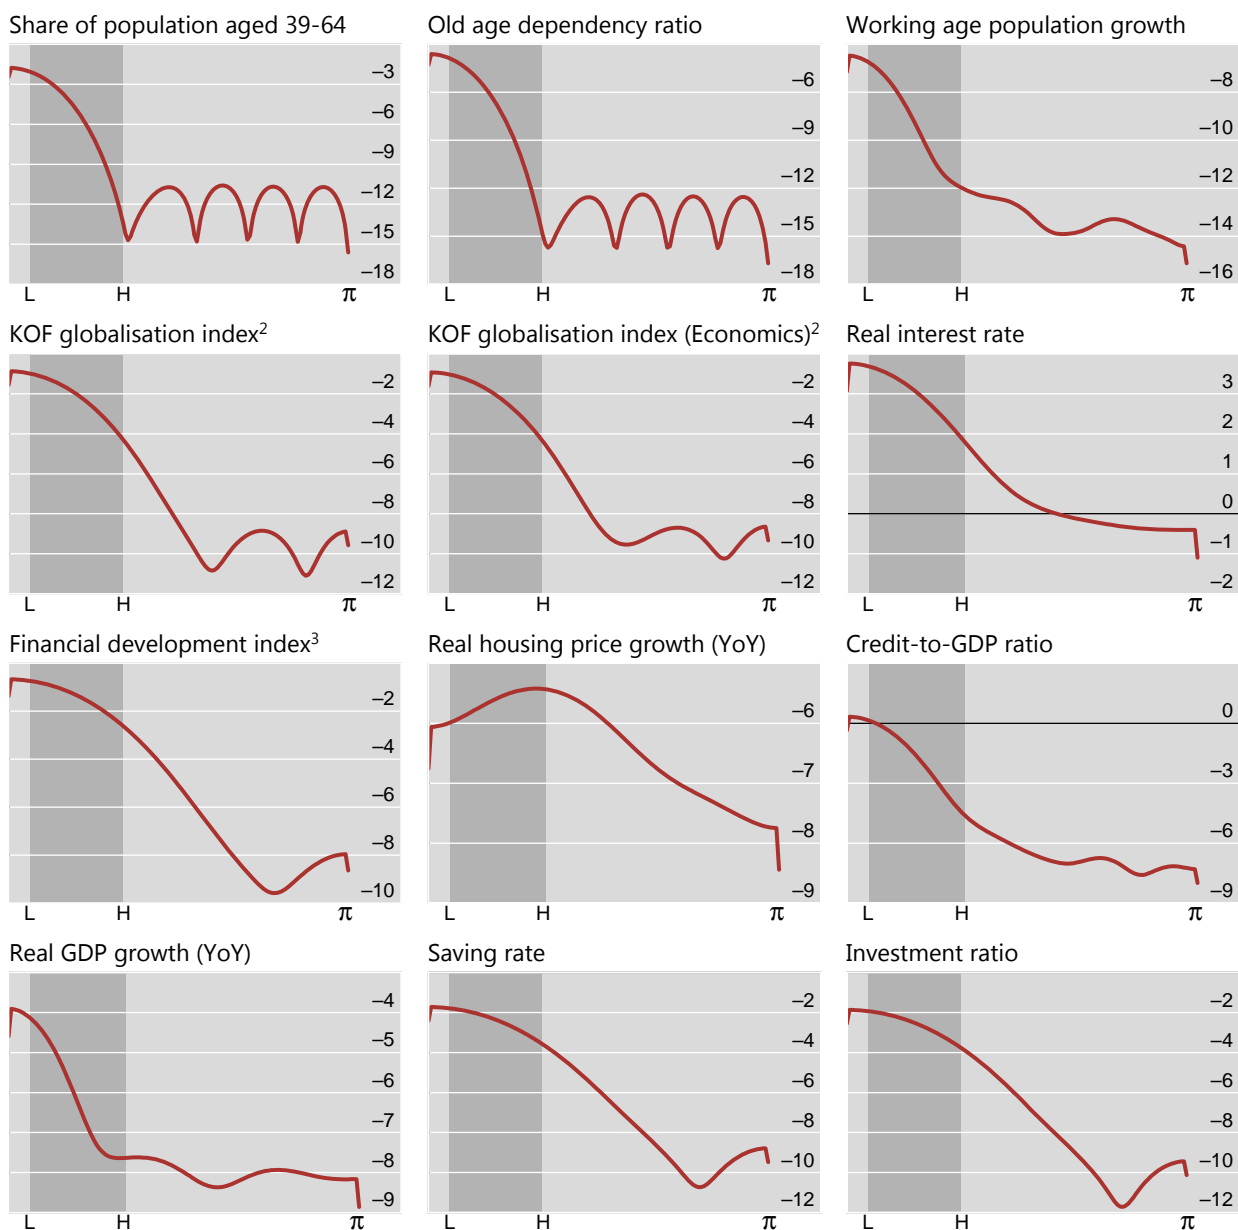 Share of population aged 39-64
Old age dependency ratio
Working age population growth
–3
–6
–9
–12
–15
–18
L
H
π
–6
–9
–12
–15
–18
L
H
π
–8
–10
–12
–14
–16
L
H
π
KOF globalisation index²
KOF globalisation index (Economics)²
Real interest rate
–2
–4
–6
–8
–10
–12
L
H
π
–2
–4
–6
–8
–10
–12
L
H
π
3
2
1
0
–1
–2
L
H
π
Financial development index³
Real housing price growth (YoY)
Credit-to-GDP ratio
–2
–4
–6
–8
–10
L
H
π
–6
–7
–8
–9
L
H
π
0
–3
–6
–9
L
H
π
Real GDP growth (YoY)
Saving rate
Investment ratio
–4
–5
–6
–7
–8
–9
L
H
π
–2
–4
–6
–8
–10
–12
L
H
π
–2
–4
–6
–8
–10
–12
L
H
π